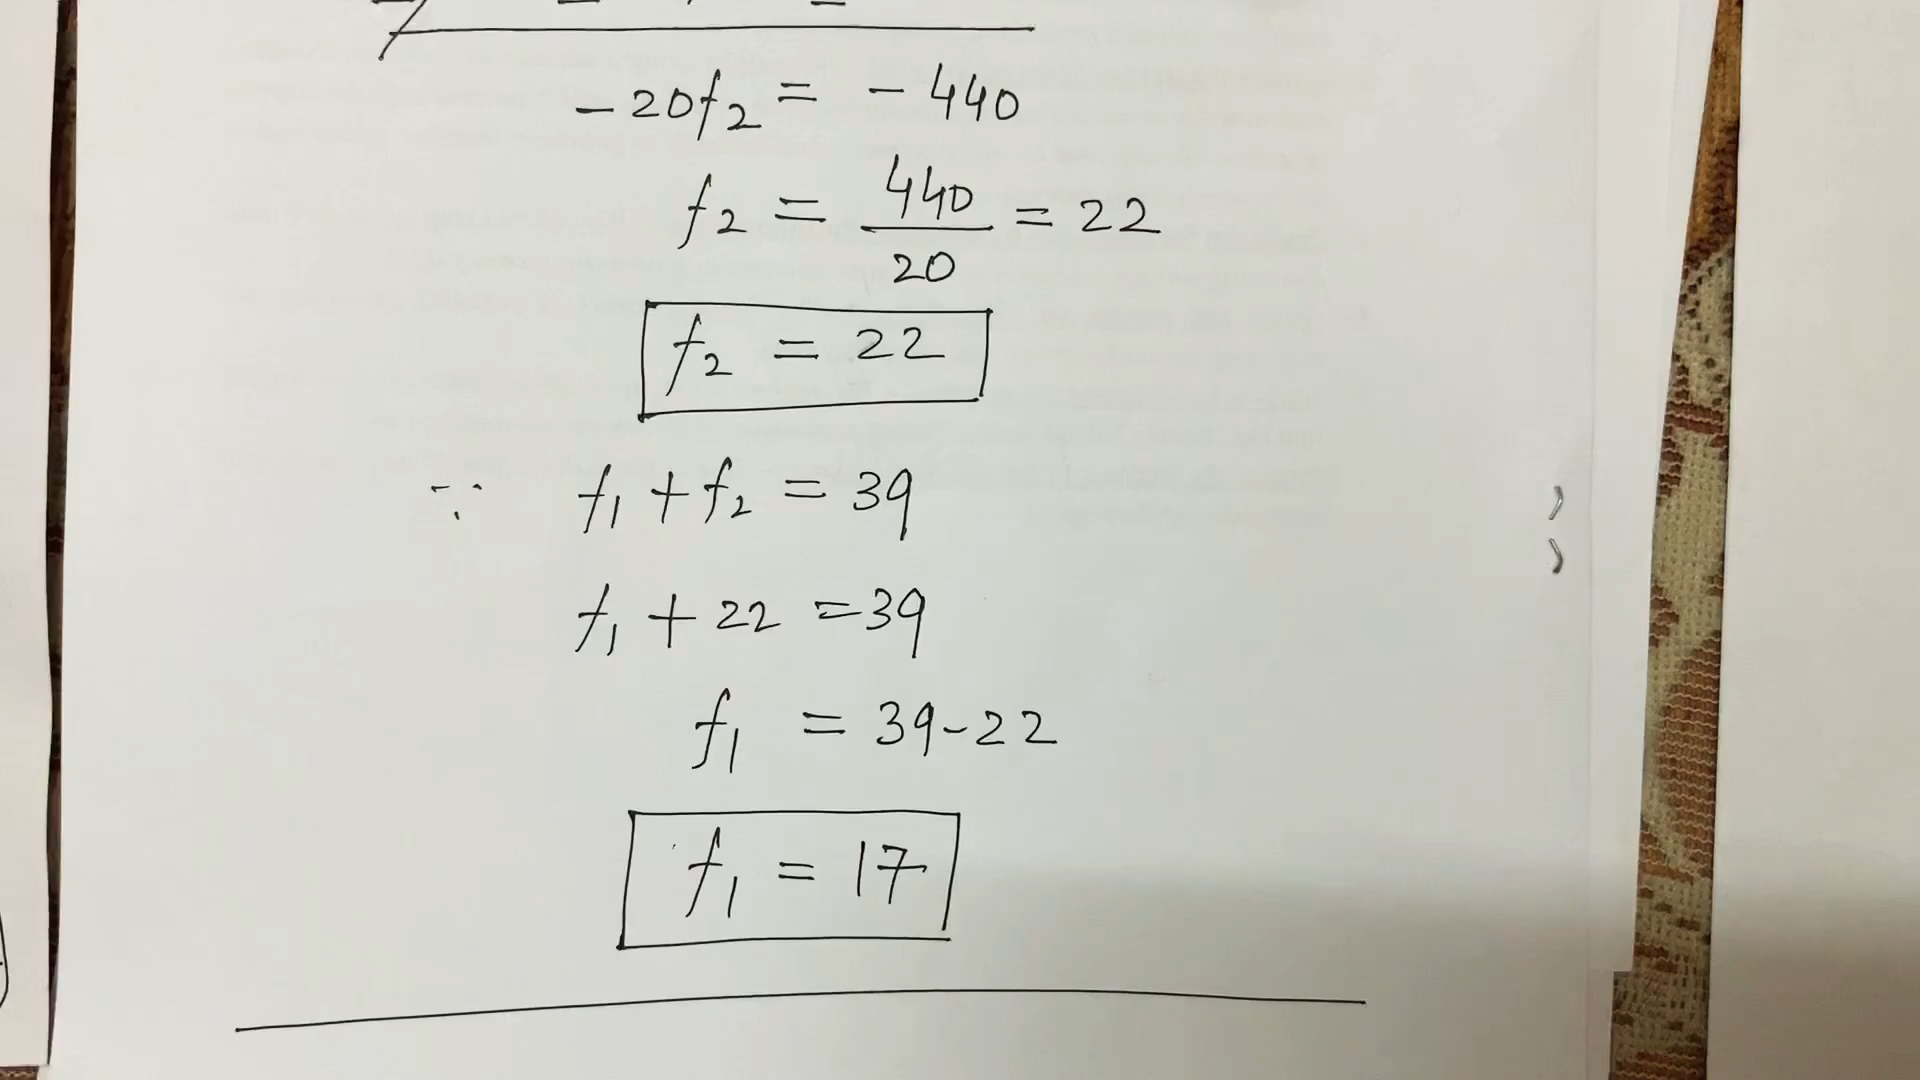 - 20f₂ = - 440
f₂ = 440/20 = 22
f₂ = 22
∵ f₁ + f₂ = 39
f₁ + 22 = 39
f₁ = 39 - 22
f₁ = 17